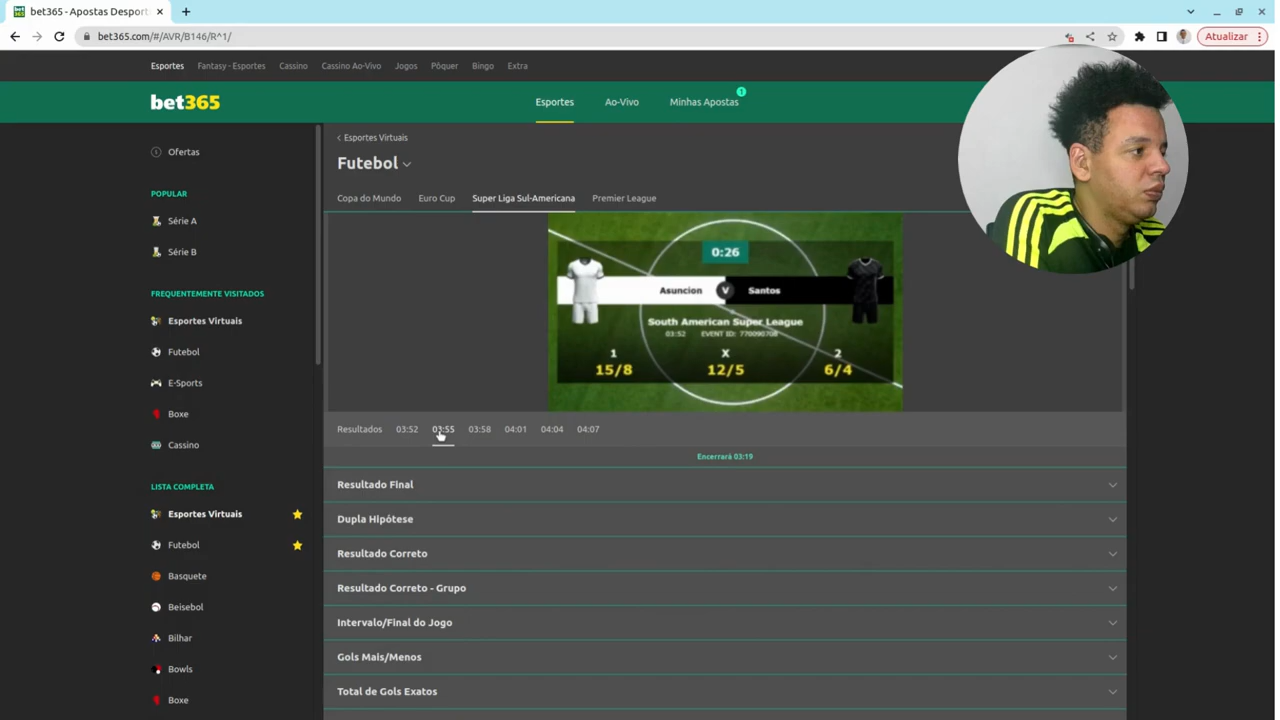 bet365 - Apostas Desport
bet365.com/#/AVR/B146/R^1/
Atualizar
Esportes
Fantasy - Esportes
Cassino
Cassino Ao-Vivo
Jogos
Pôquer
Bingo
Extra
bet365
Esportes
Ao-Vivo
Minhas Apostas
1
Ofertas
POPULAR
Série A
Série B
FREQUENTEMENTE VISITADOS
Esportes Virtuais
Futebol
E-Sports
Boxe
Cassino
LISTA COMPLETA
Esportes Virtuais
Futebol
Basquete
Beisebol
Bilhar
Bowls
Boxe
Esportes Virtuais
Futebol
Copa do Mundo
Euro Cup
Super Liga Sul-Americana
Premier League
0:26
Asuncion V Santos
South American Super League
03:52 EVENT ID: 770090708
1 X 2
15/8 12/5 6/4
Resultados 03:52 03:55 03:58 04:01 04:04 04:07
Encerrará 03:19
Resultado Final
Dupla Hipótese
Resultado Correto
Resultado Correto - Grupo
Intervalo/Final do Jogo
Gols Mais/Menos
Total de Gols Exatos